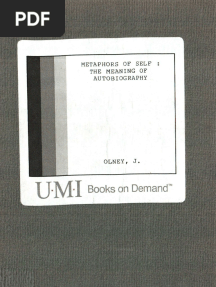 PDF
METAPHORS OF SELF :
THE MEANING OF
AUTOBIOGRAPHY
OLNEY, J.
U·M·I Books on Demand™